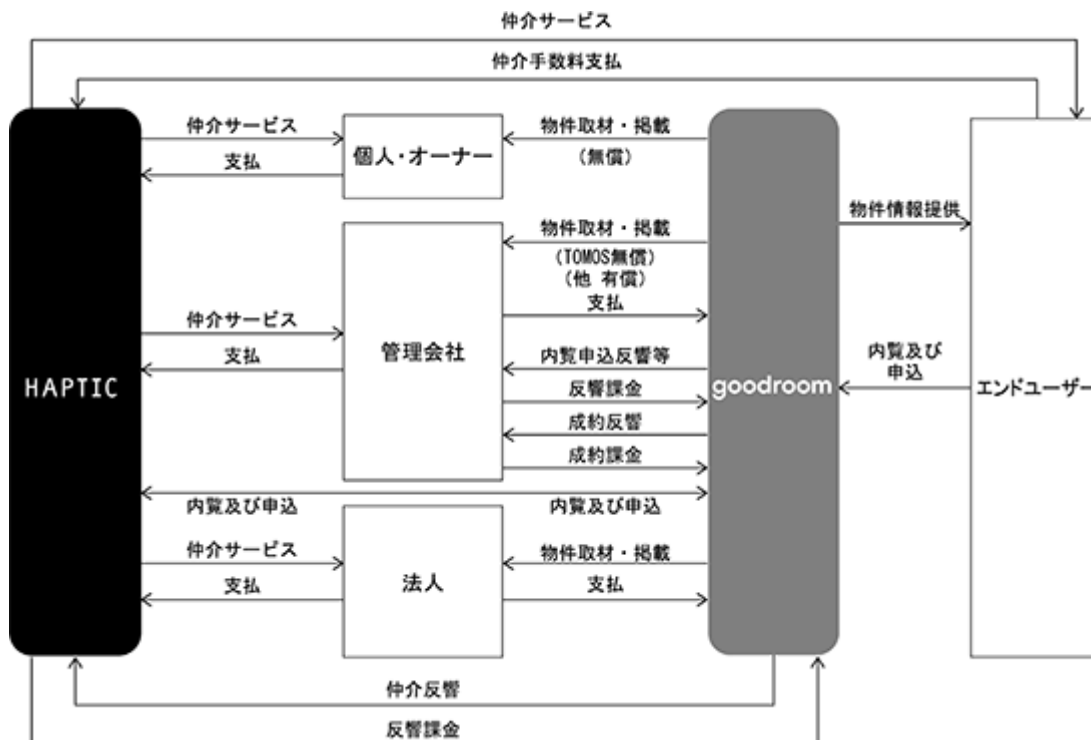 仲介サービス
仲介手数料支払
仲介サービス
支払
個人・オーナー
物件取材・掲載
(無償)
物件情報提供
物件取材・掲載
(TOMOS無償)
(他 有償)
支払
仲介サービス
支払
管理会社
内覧申込反響等
反響課金
成約反響
成約課金
HAPTIC
goodroom
内覧及び
申込
エンドユーザー
内覧及び申込
内覧及び申込
仲介サービス
支払
法人
物件取材・掲載
支払
仲介反響
反響課金